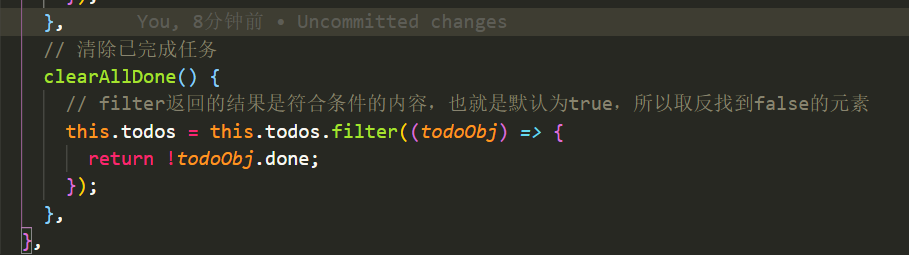 });
},    You, 8分钟前 • Uncommitted changes
// 清除已完成任务
clearAllDone() {
// filter返回的结果是符合条件的内容，也就是默认为true，所以取反找到false的元素
this.todos = this.todos.filter((todoObj) => {
return !todoObj.done;
});
},
},